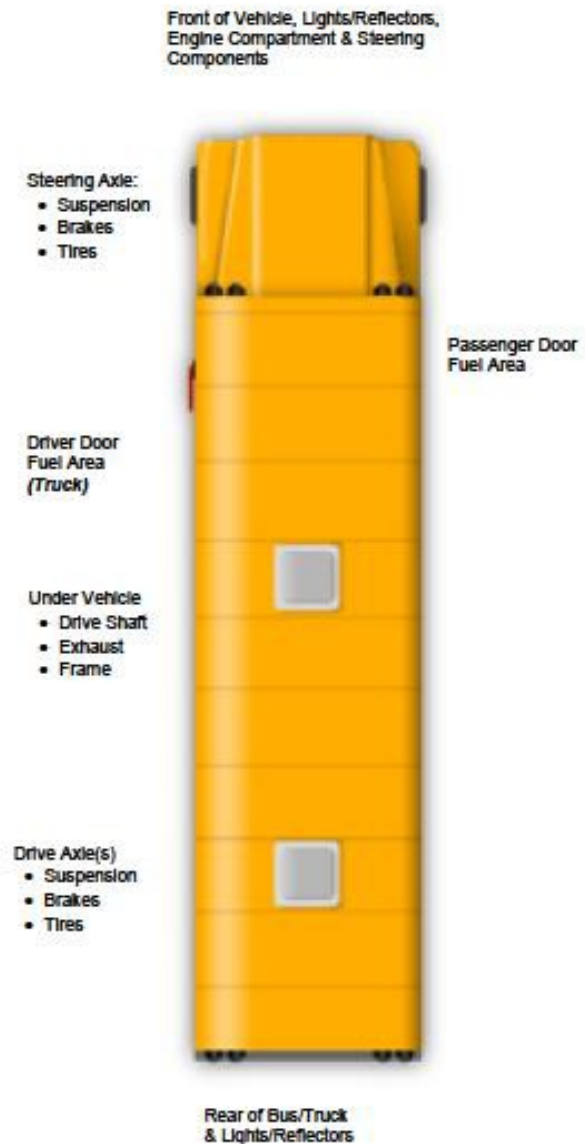 Front of Vehicle, Lights/Reflectors,
Engine Compartment & Steering
Components
Steering Axle:
• Suspension
• Brakes
• Tires
Passenger Door
Fuel Area
Driver Door
Fuel Area
(Truck)
Under Vehicle
• Drive Shaft
• Exhaust
• Frame
Drive Axle(s)
• Suspension
• Brakes
• Tires
Rear of Bus/Truck
& Lights/Reflectors